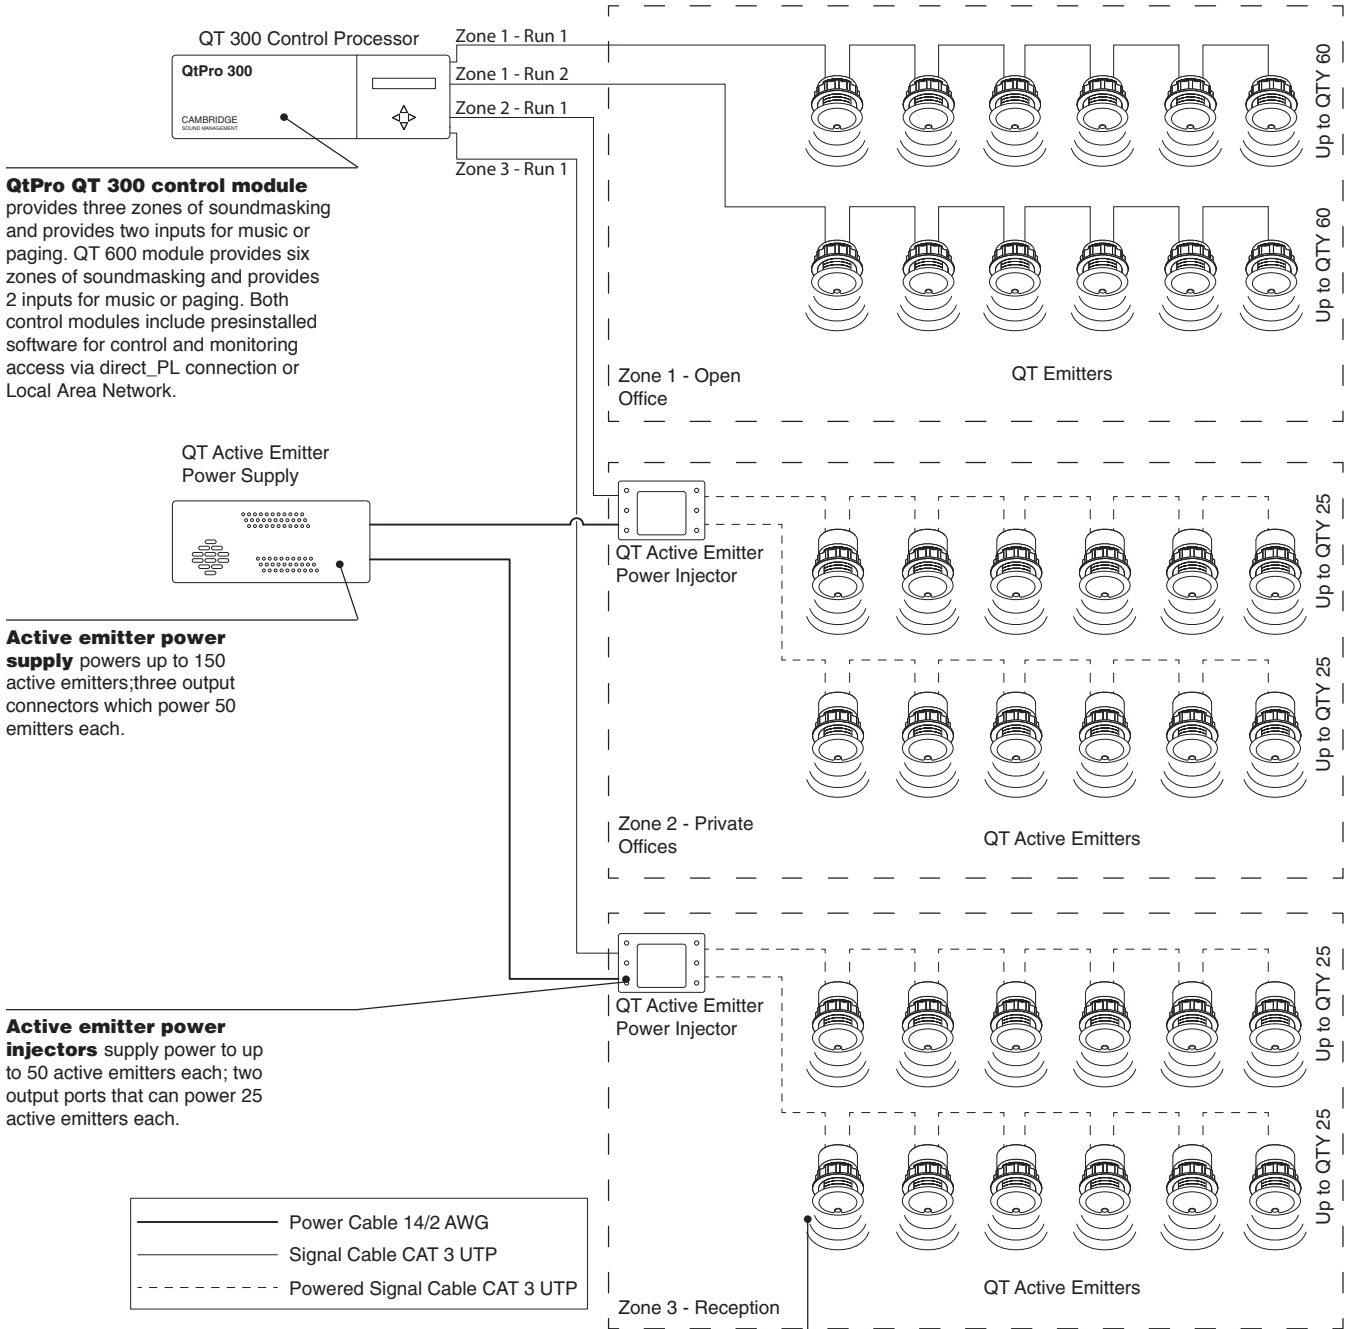 QT 300 Control Processor
QtPro 300
CAMBRIDGE
SOUND MANAGEMENT
Zone 1 - Run 1
Zone 1 - Run 2
Zone 2 - Run 1
Zone 3 - Run 1
QtPro QT 300 control module
provides three zones of soundmasking
and provides two inputs for music or
paging. QT 600 module provides six
zones of soundmasking and provides
2 inputs for music or paging. Both
control modules include presinstalled
software for control and monitoring
access via direct_PL connection or
Local Area Network.
Up to QTY 60
Up to QTY 60
Zone 1 - Open
Office
QT Emitters
QT Active Emitter
Power Supply
Active emitter power
supply powers up to 150
active emitters;three output
connectors which power 50
emitters each.
QT Active Emitter
Power Injector
Up to QTY 25
Up to QTY 25
Zone 2 - Private
Offices
QT Active Emitters
QT Active Emitter
Power Injector
Up to QTY 25
Up to QTY 25
Active emitter power
injectors supply power to up
to 50 active emitters each; two
output ports that can power 25
active emitters each.
Power Cable 14/2 AWG
Signal Cable CAT 3 UTP
Powered Signal Cable CAT 3 UTP
Zone 3 - Reception
QT Active Emitters